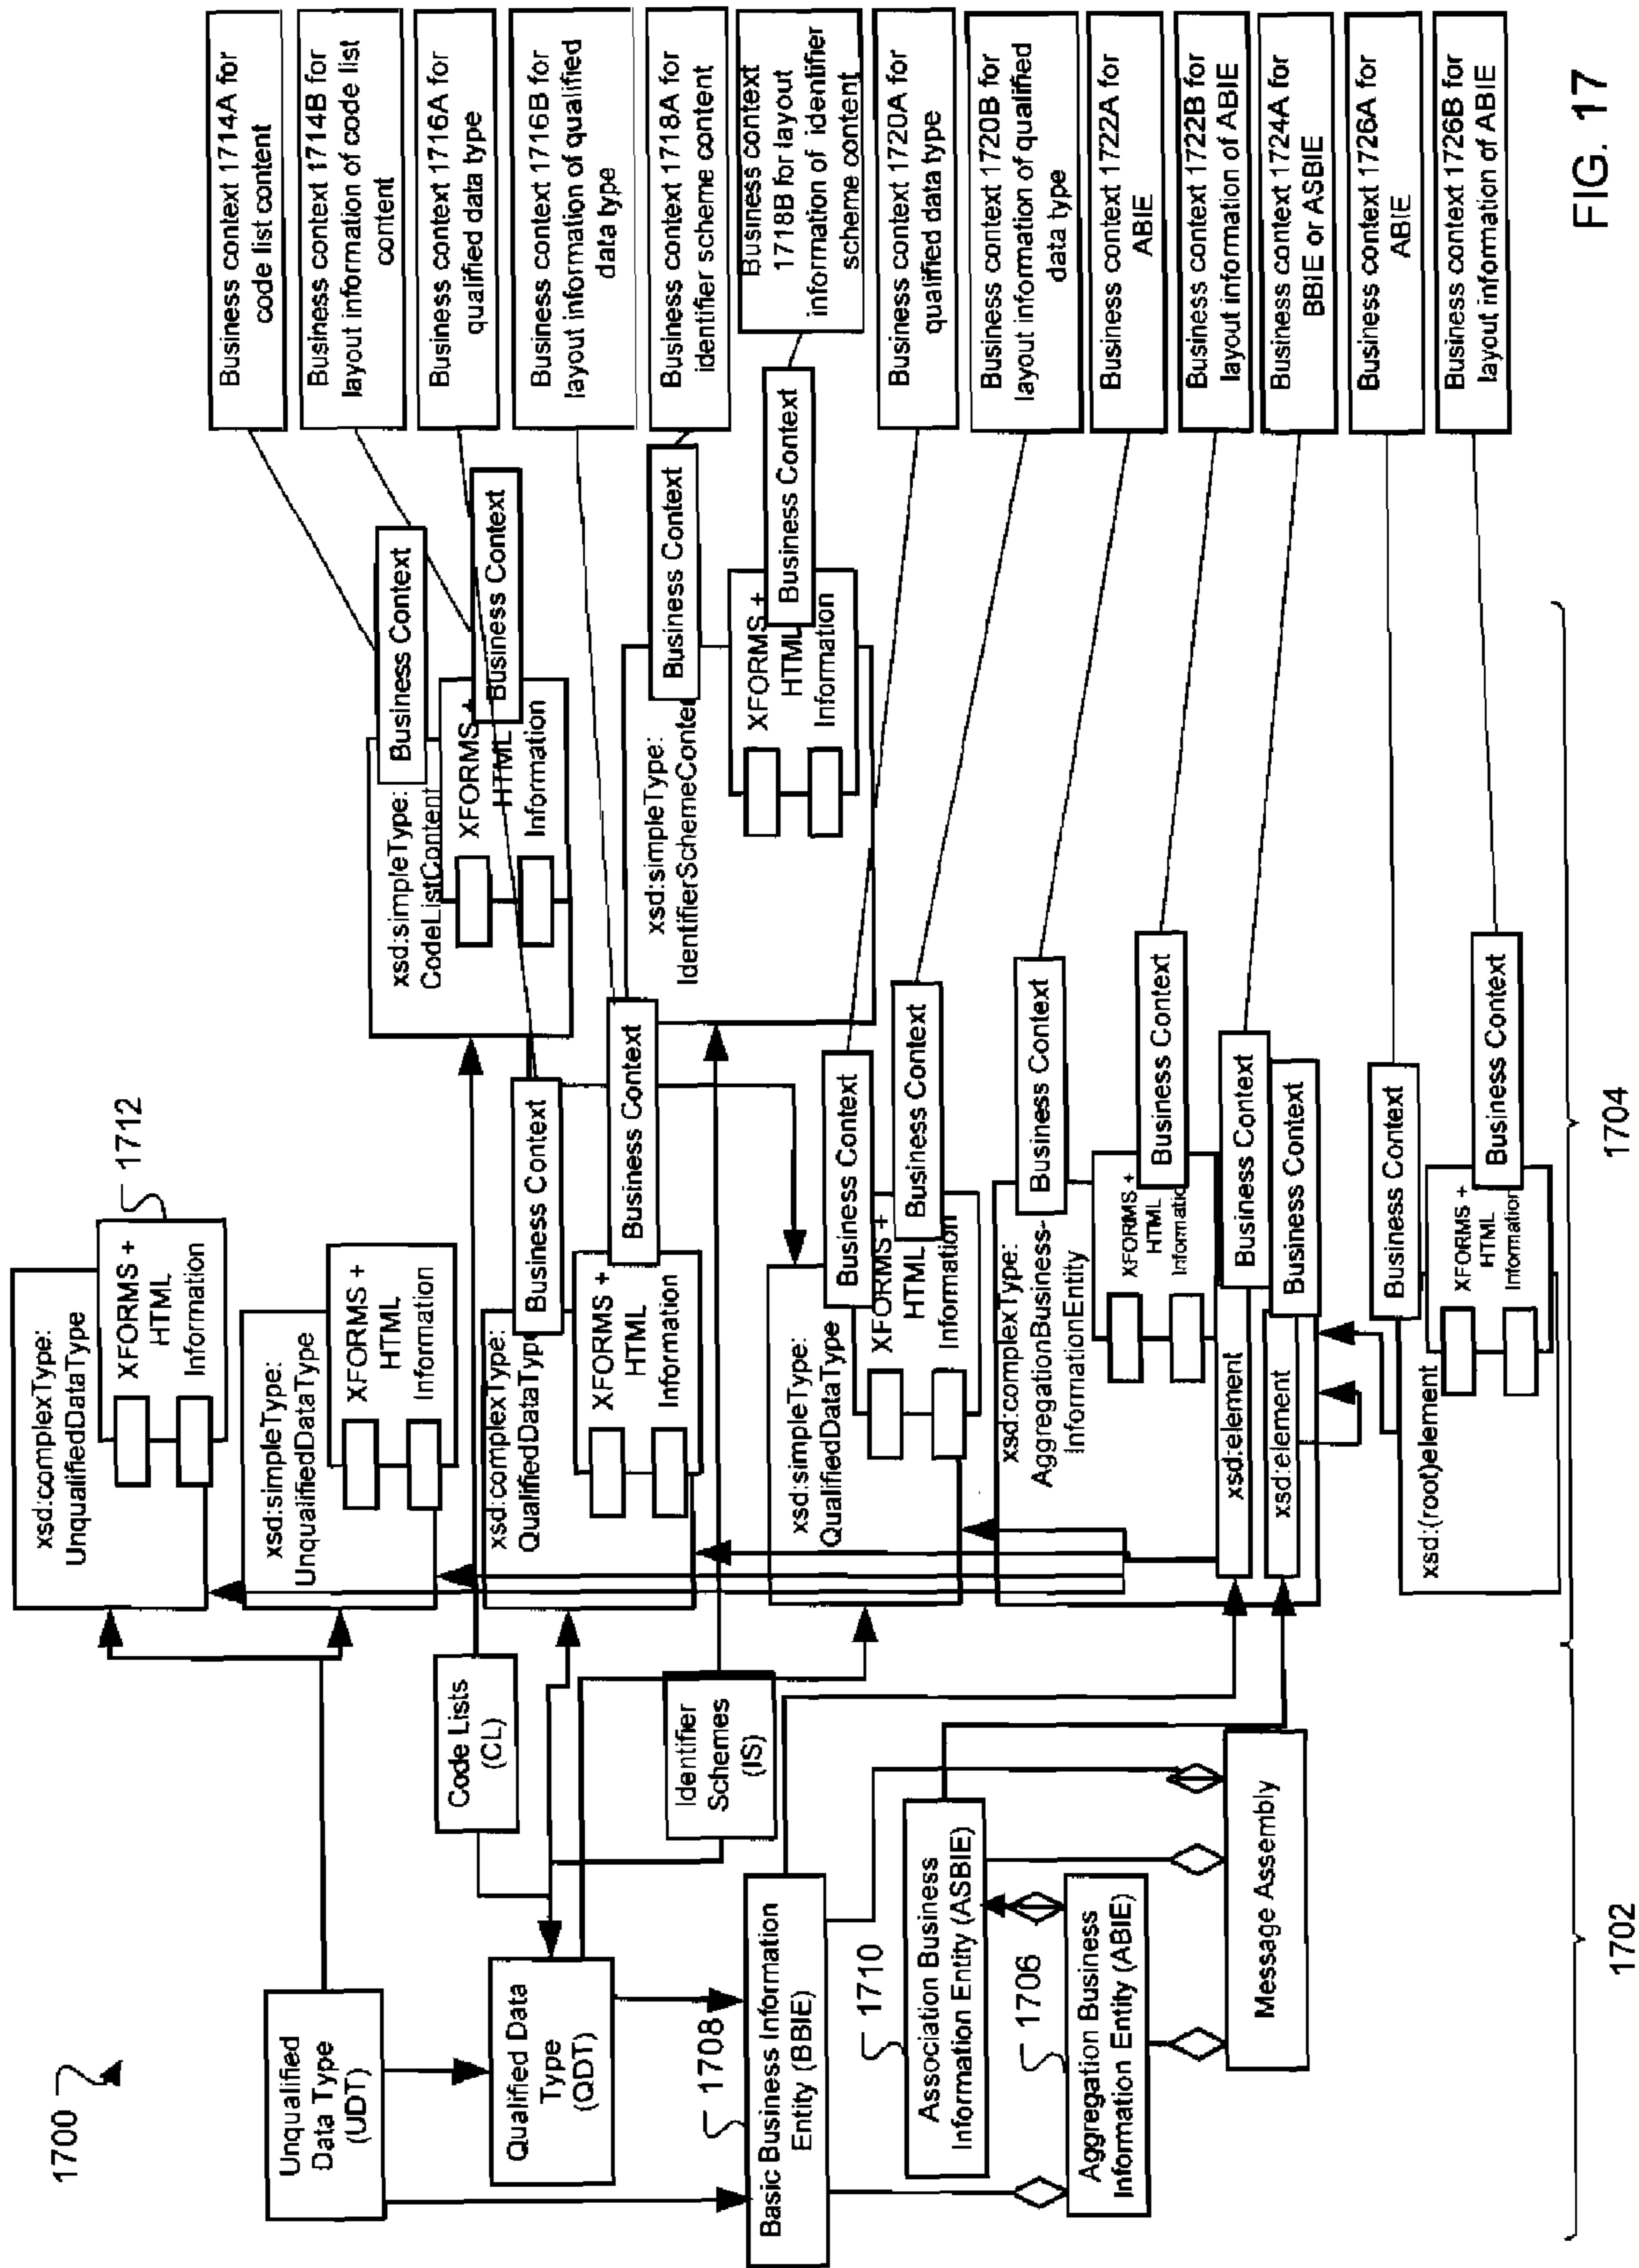 1700
Unqualified
Data Type
(UDT)
Qualified Data
Type
(QDT)
1708
Basic Business Information
Entity (BBIE)
1710
Association Business
Information Entity (ASBIE)
1706
Aggregation Business
Information Entity (ABIE)
Message Assembly
1702
Code Lists
(CL)
Identifier
Schemes
(IS)
xsd:complexType:
UnqualifiedDataType
XFORMS +
HTML
Information
1712
xsd:simpleType:
UnqualifiedDataType
XFORMS +
HTML
Information
xsd:complexType:
QualifiedDataType
Business Context
XFORMS +
HTML
Information
Business Context
xsd:simpleType:
QualifiedDataType
Business Context
XFORMS +
HTML
Information
Business Context
xsd:complexType:
AggregationBusiness-
InformationEntity
Business Context
XFORMS +
HTML
Informatic
Business Context
xsd:element
Business Context
xsd:element
Business Context
xsd:(root)element
Business Context
XFORMS +
HTML
Information
Business Context
1704
xsd:simpleType:
CodeListContent
Business Context
XFORMS +
HTML
Information
Business Context
xsd:simpleType:
IdentifierSchemeConter
Business Context
XFORMS +
HTML
Information
Business Context
Business context 1714A for
code list content
Business context 1714B for
layout information of code list
content
Business context 1716A for
qualified data type
Business context 1716B for
layout information of qualified
data type
Business context 1718A for
identifier scheme content
Business context
1718B for layout
information of identifier
scheme content
Business context 1720A for
qualified data type
Business context 1720B for
layout information of qualified
data type
Business context 1722A for
ABIE
Business context 1722B for
layout information of ABIE
Business context 1724A for
BBIE or ASBIE
Business context 1726A for
ABIE
Business context 1726B for
layout information of ABIE
FIG. 17